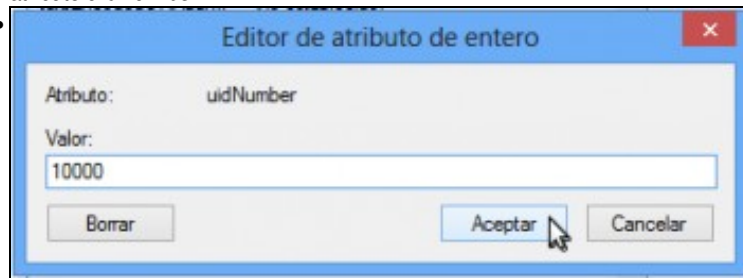 Editor de atributo de entero
Atributo: uidNumber
Valor:
10000
Borrar Aceptar Cancelar